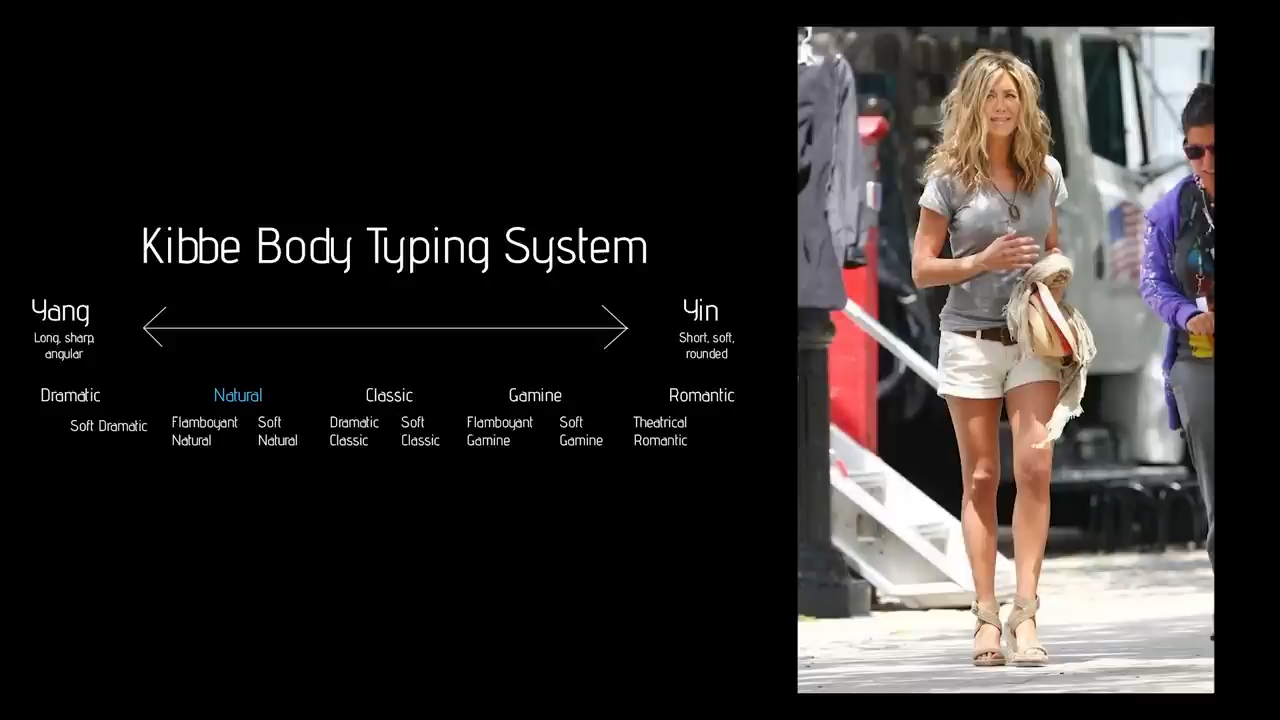 Kibbe Body Typing System
Yang
Yin
Long, sharp,
angular
Short, soft,
rounded
Dramatic
Natural
Classic
Gamine
Romantic
Soft Dramatic
Flamboyant
Natural
Soft
Natural
Dramatic
Classic
Soft
Classic
Flamboyant
Gamine
Soft
Gamine
Theatrical
Romantic